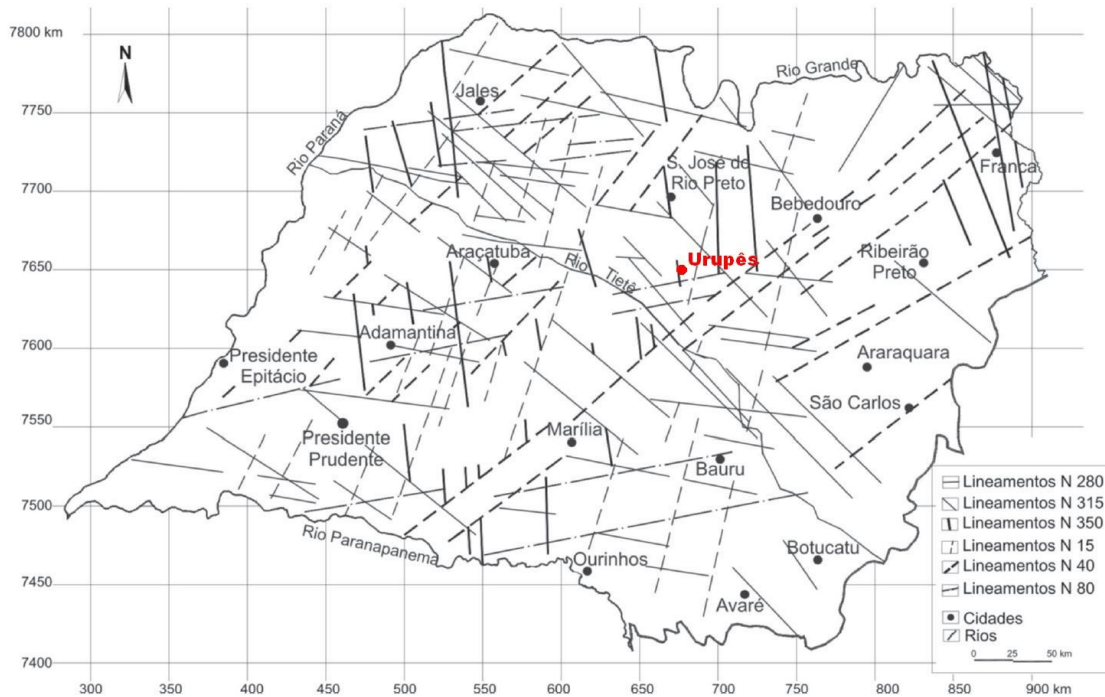 7800 km
N
Rio Grande
Jales
7750
Rio Paraná
S. José do
Rio Preto
Franca
7700
Bebedouro
Urupês
Araçatuba
Ribeirão
Preto
7650
Rio Tietê
Adamantina
7600
Presidente
Epitácio
Araraquara
São Carlos
7550
Presidente
Prudente
Marília
Bauru
7500
Rio Paranapanema
Ourinhos
Botucatu
7450
Avaré
7400
Lineamentos N 280
Lineamentos N 315
Lineamentos N 350
Lineamentos N 15
Lineamentos N 40
Lineamentos N 80
Cidades
Rios
0 25 50 km
300 350 400 450 500 550 600 650 700 750 800 850 900 km